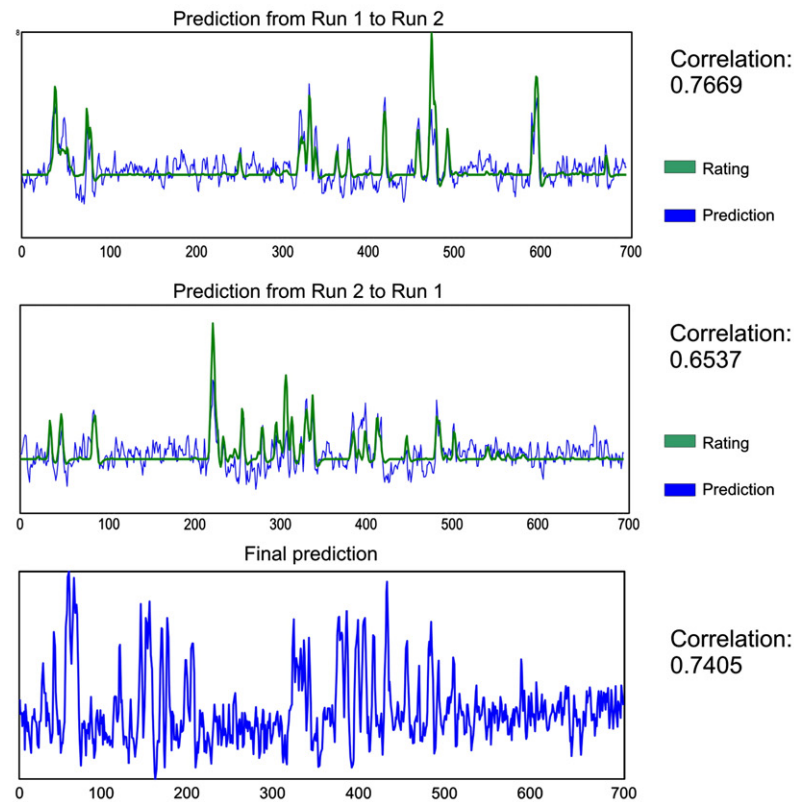 Prediction from Run 1 to Run 2
8
Correlation:
0.7669
Rating
Prediction
0 100 200 300 400 500 600 700
Prediction from Run 2 to Run 1
Correlation:
0.6537
Rating
Prediction
0 100 200 300 400 500 600 700
Final prediction
Correlation:
0.7405
0 100 200 300 400 500 600 700